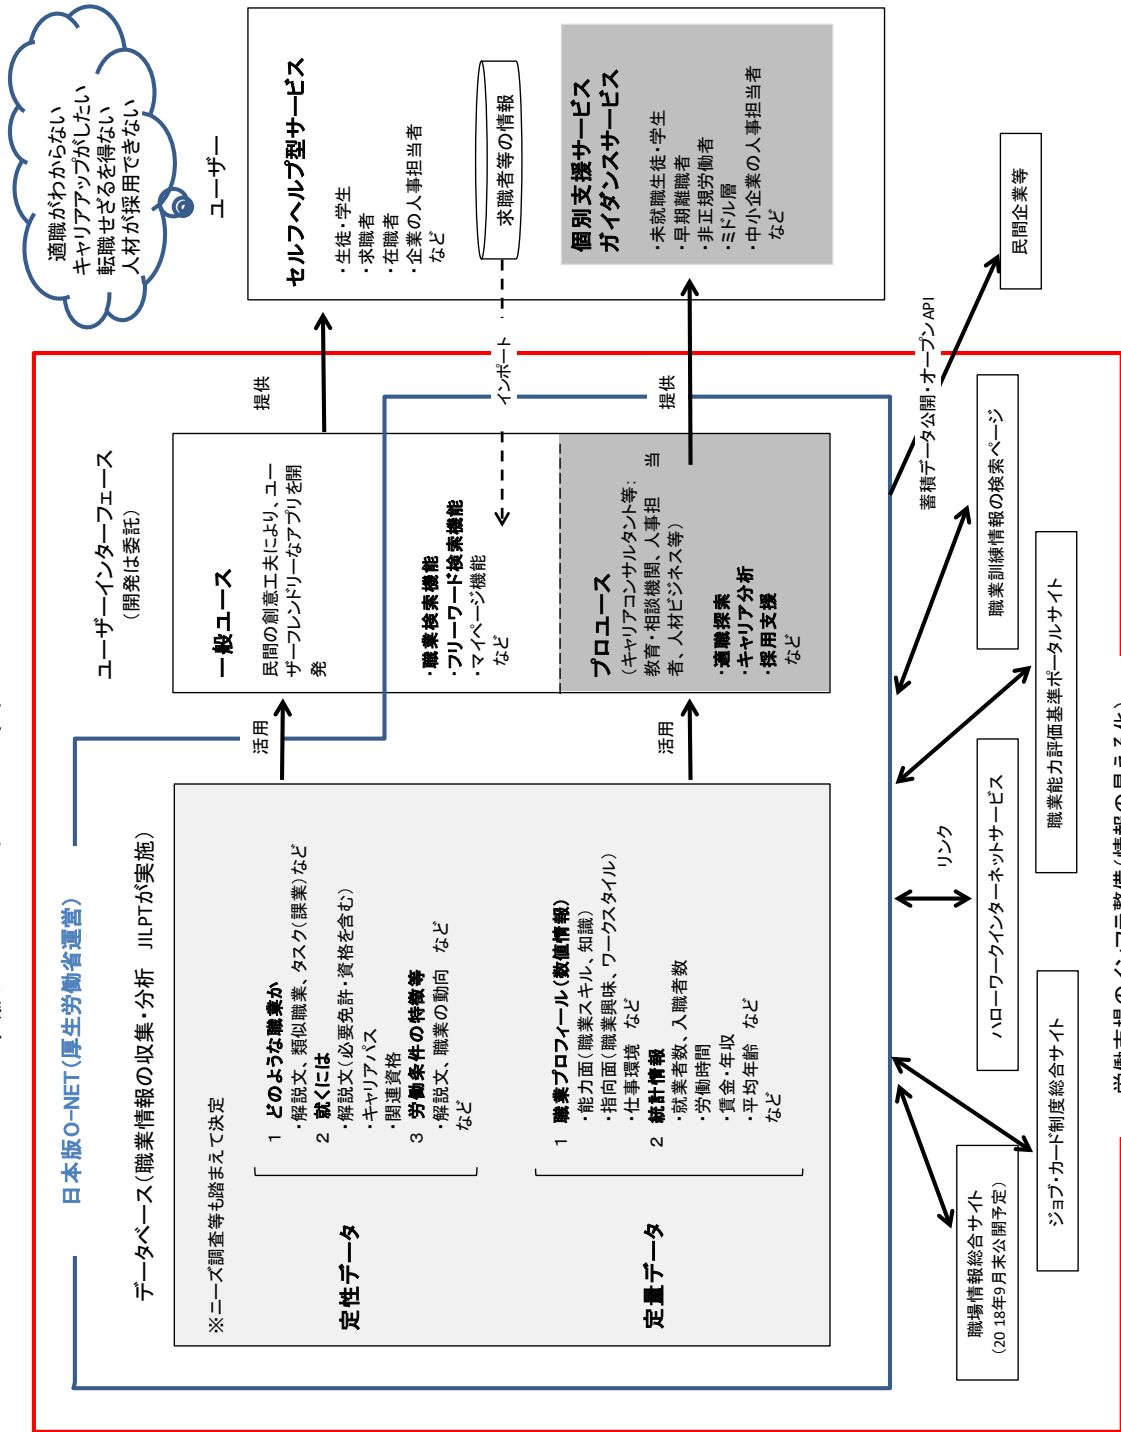 適職がわからない
キャリアアップがしたい
転職せざるを得ない
人材が採用できない
日本版O-NET(厚生労働省運営)
データベース(職業情報の収集・分析 JILPTが実施)
※ニーズ調査等も踏まえて決定
定性データ
1 どのような職業か
・解説文、類似職業、タスク(課業)など
2 就くには
・解説文(必要免許・資格を含む)
・キャリアパス
・関連資格
3 労働条件の特徴等
・解説文、職業の動向 など
など
定量データ
1 職業プロフィール(数値情報)
・能力面(職業スキル、知識)
・指向面(職業興味、ワークスタイル)
・仕事環境 など
2 統計情報
・就業者数、入職者数
・労働時間
・賃金・年収
・平均年齢 など
など
活用
活用
ユーザーインターフェース
(開発は委託)
一般ユース
民間の創意工夫により、ユー
ザーフレンドリーなアプリを開
発
・職業検索機能
・フリーワード検索機能
・マイページ機能
など
プロユース
(キャリアコンサルタント等:
教育・相談機関、人事担 当
者、人材ビジネス等)
・適職探索
・キャリア分析
・採用支援
など
提供
インポート
提供
ユーザー
セルフヘルプ型サービス
・生徒・学生
・求職者
・在職者
・企業の人事担当者
など
求職者等の情報
個別支援サービス
ガイダンスサービス
・未就職生徒・学生
・早期離職者
・非正規労働者
・ミドル層
・中小企業の人事担当者
など
蓄積データ公開・オープンAPI
民間企業等
リンク
職場情報総合サイト
(2018年9月末公開予定)
ジョブ・カード制度総合サイト
ハローワークインターネットサービス
職業能力評価基準ポータルサイト
職業訓練情報の検索ページ
労働市場のインフラ整備(情報の見える化)